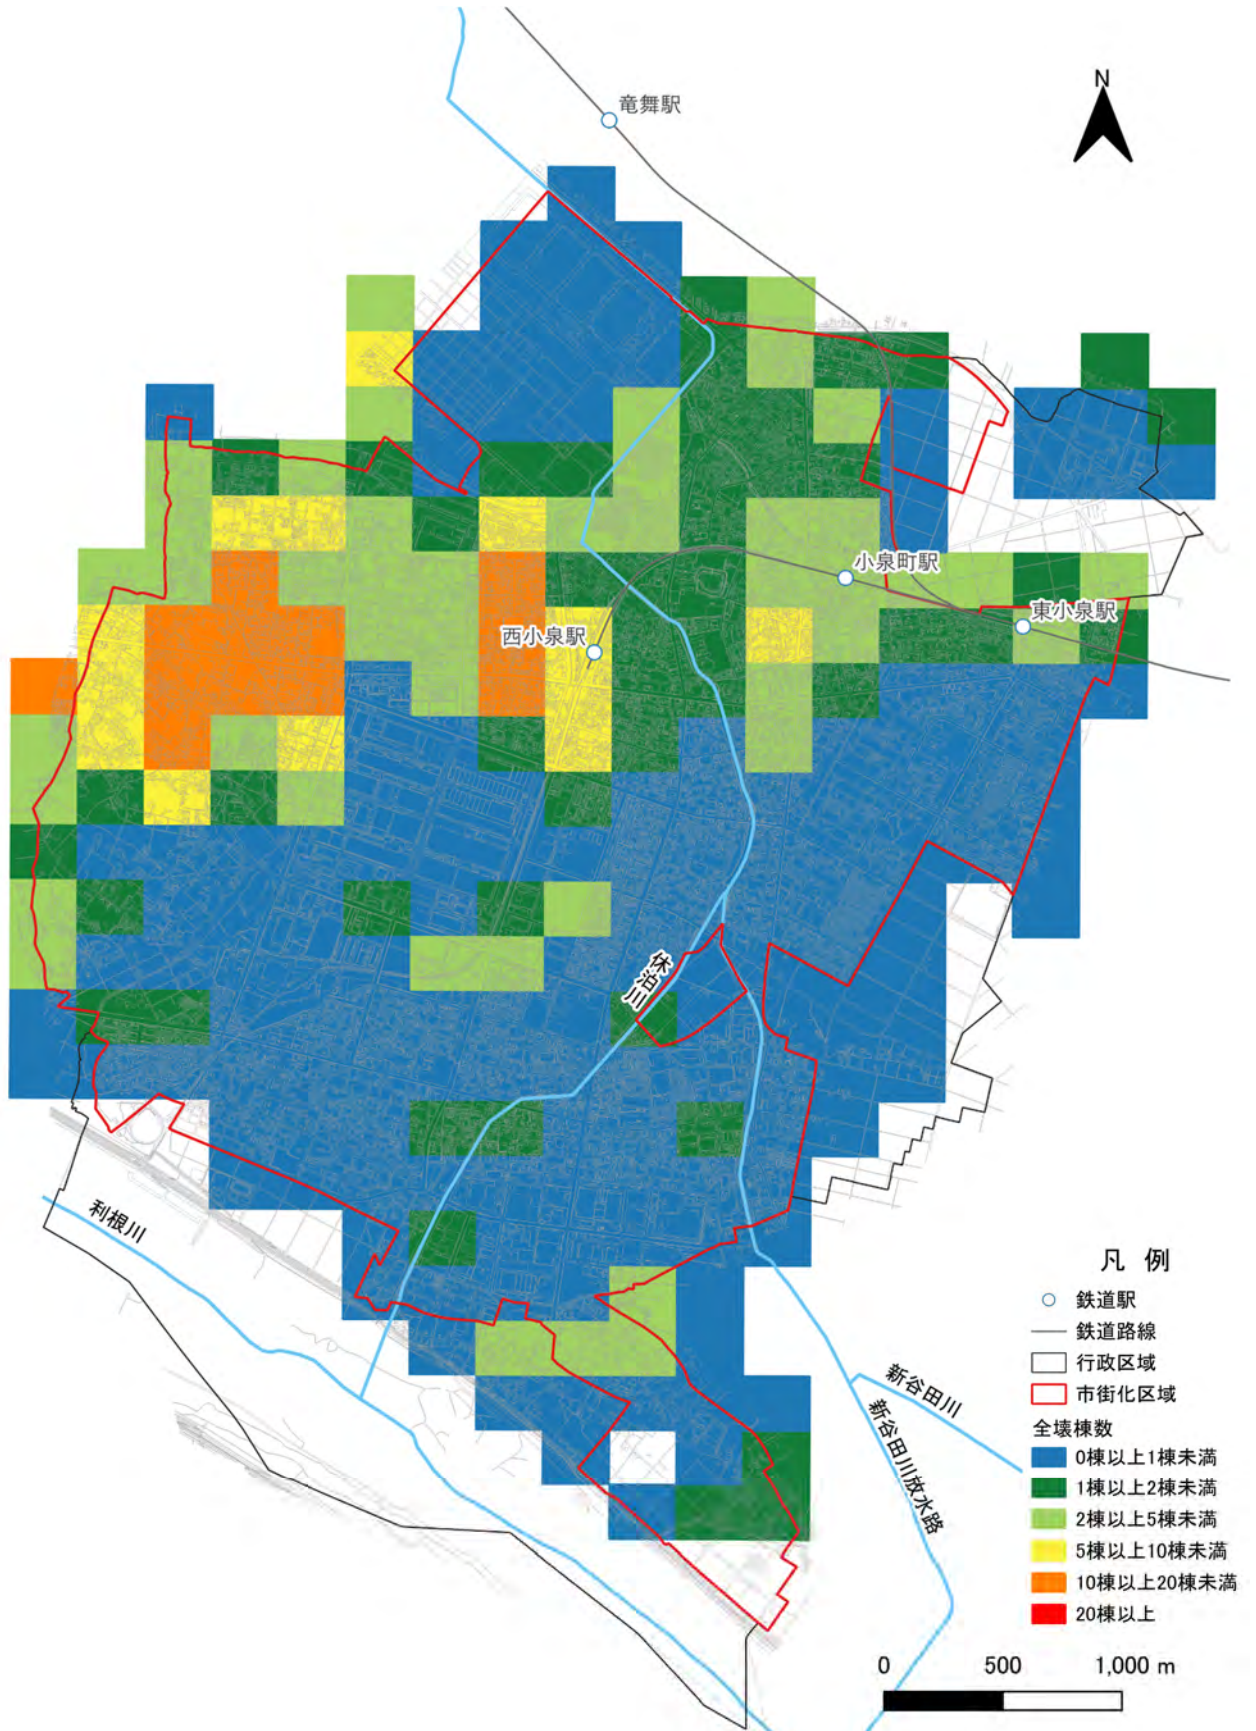 N
竜舞駅
小泉町駅
東小泉駅
西小泉駅
休泊川
利根川
新谷田川
新谷田川放水路
凡 例
鉄道駅
鉄道路線
行政区域
市街化区域
全壊棟数
0棟以上1棟未満
1棟以上2棟未満
2棟以上5棟未満
5棟以上10棟未満
10棟以上20棟未満
20棟以上
0 500 1,000 m